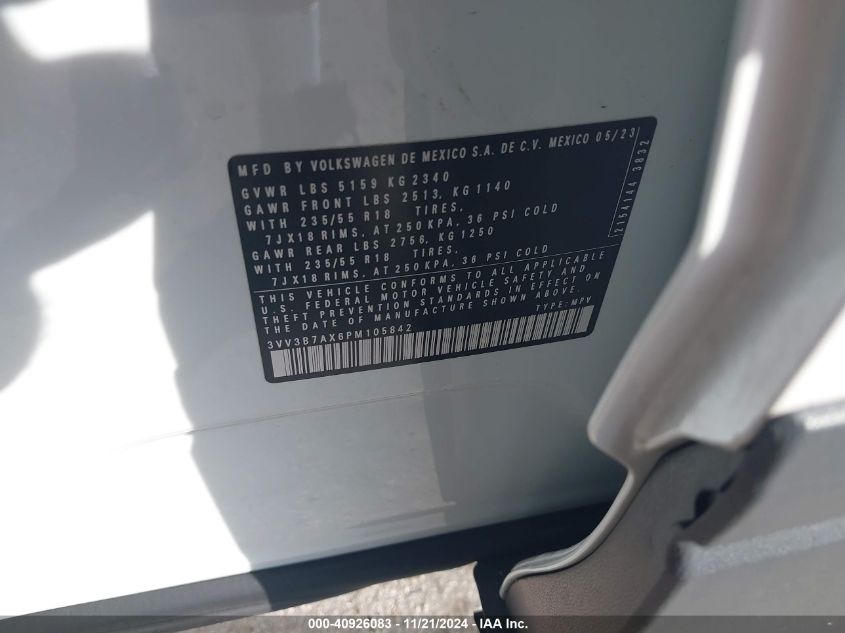 MFD BY VOLKSWAGEN DE MEXICO S.A. DE C.V. MEXICO 05/23
GVWR LBS 5159 KG 2340
GAWR FRONT LBS 2513, KG 1140
WITH 235/55 R18 TIRES,
7JX18 RIMS, AT 250 KPA, 36 PSI COLD
GAWR REAR LBS 2756, KG 1250
WITH 235/55 R18 TIRES,
7JX18 RIMS, AT 250 KPA, 36 PSI COLD
THIS VEHICLE CONFORMS TO ALL APPLICABLE
U.S. FEDERAL MOTOR VEHICLE SAFETY AND
THEFT PREVENTION STANDARDS IN EFFECT ON
THE DATE OF MANUFACTURE SHOWN ABOVE.
3VV3B7AX6PM105842 TYPE: MPV
2154144 3832
000-40926083 - 11/21/2024 - IAA Inc.